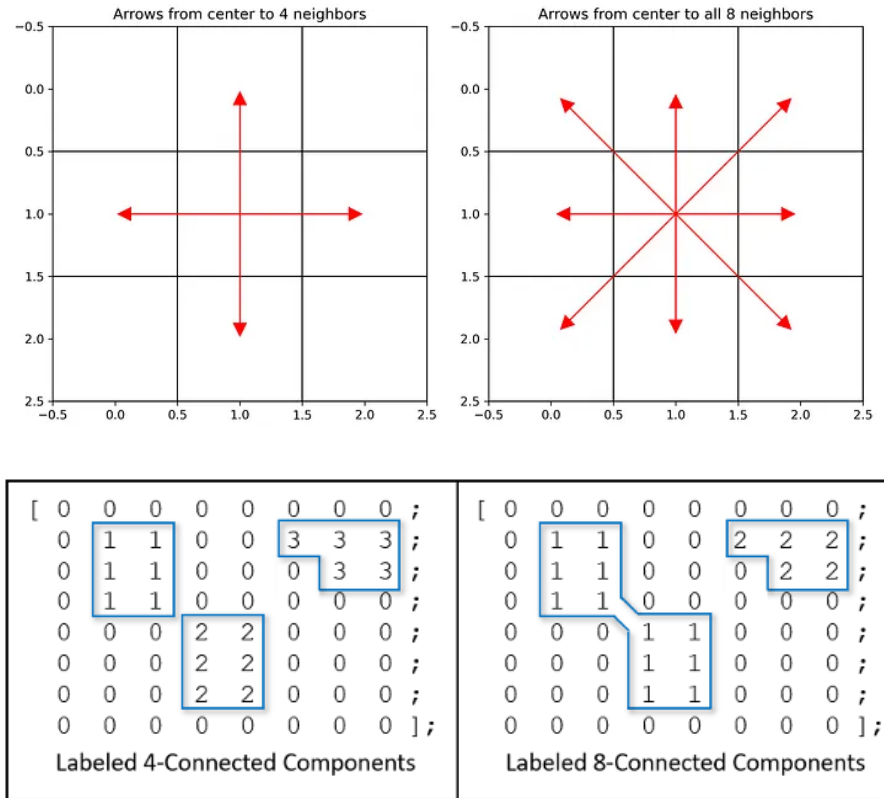 Arrows from center to 4 neighbors
−0.5
0.0
0.5
1.0
1.5
2.0
2.5
−0.5 0.0 0.5 1.0 1.5 2.0 2.5
Arrows from center to all 8 neighbors
−0.5
0.0
0.5
1.0
1.5
2.0
2.5
−0.5 0.0 0.5 1.0 1.5 2.0 2.5
[ 0 0 0 0 0 0 0 0 ;
0 1 1 0 0 3 3 3 ;
0 1 1 0 0 0 3 3 ;
0 1 1 0 0 0 0 0 ;
0 0 0 2 2 0 0 0 ;
0 0 0 2 2 0 0 0 ;
0 0 0 2 2 0 0 0 ;
0 0 0 0 0 0 0 0 ];
Labeled 4-Connected Components
[ 0 0 0 0 0 0 0 0 ;
0 1 1 0 0 2 2 2 ;
0 1 1 0 0 0 2 2 ;
0 1 1 0 0 0 0 0 ;
0 0 0 1 1 0 0 0 ;
0 0 0 1 1 0 0 0 ;
0 0 0 1 1 0 0 0 ;
0 0 0 0 0 0 0 0 ];
Labeled 8-Connected Components